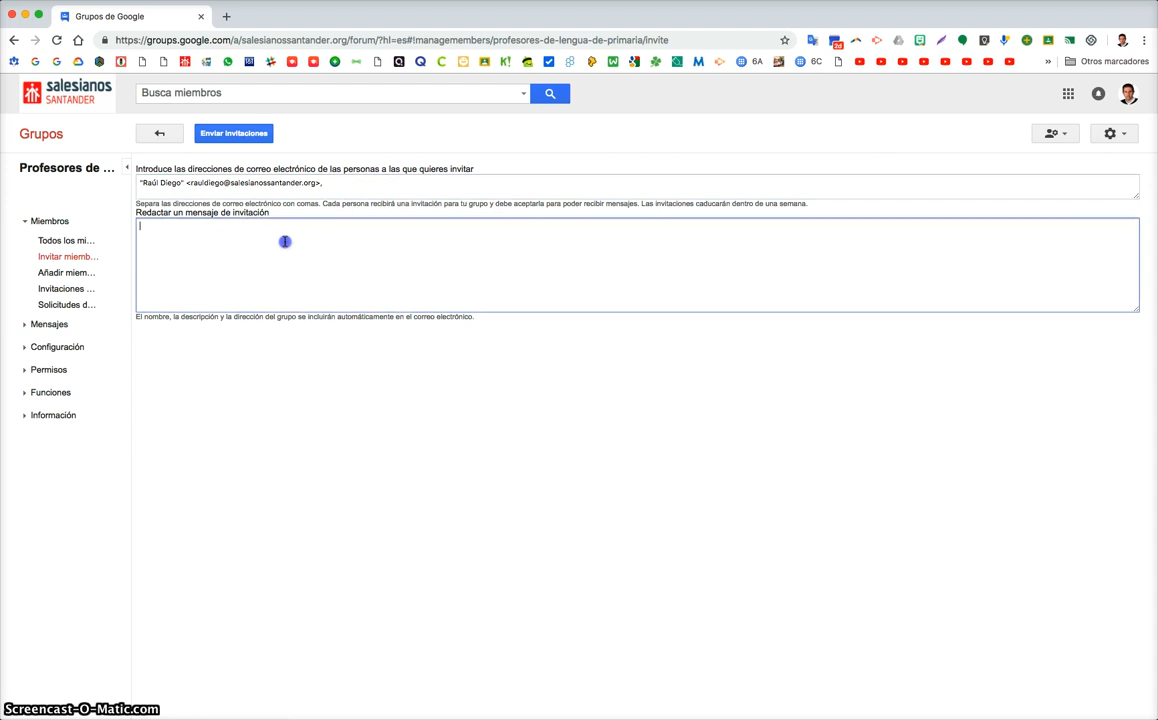 Grupos de Google
https://groups.google.com/a/salesianossantander.org/forum/?hl=es#!managemembers/profesores-de-lengua-de-primaria/invite
2d
6A
6C
Otros marcadores
salesianos
SANTANDER
Busca miembros
Grupos
Enviar invitaciones
Profesores de ...
Introduce las direcciones de correo electrónico de las personas a las que quieres invitar
"Raúl Diego" <rauldiego@salesianossantander.org>,
Separa las direcciones de correo electrónico con comas. Cada persona recibirá una invitación para tu grupo y debe aceptarla para poder recibir mensajes. Las invitaciones caducarán dentro de una semana.
Redactar un mensaje de invitación
Miembros
Todos los mi...
Invitar miemb...
Añadir miem...
Invitaciones ...
Solicitudes d...
El nombre, la descripción y la dirección del grupo se incluirán automáticamente en el correo electrónico.
Mensajes
Configuración
Permisos
Funciones
Información
Screencast-O-Matic.com